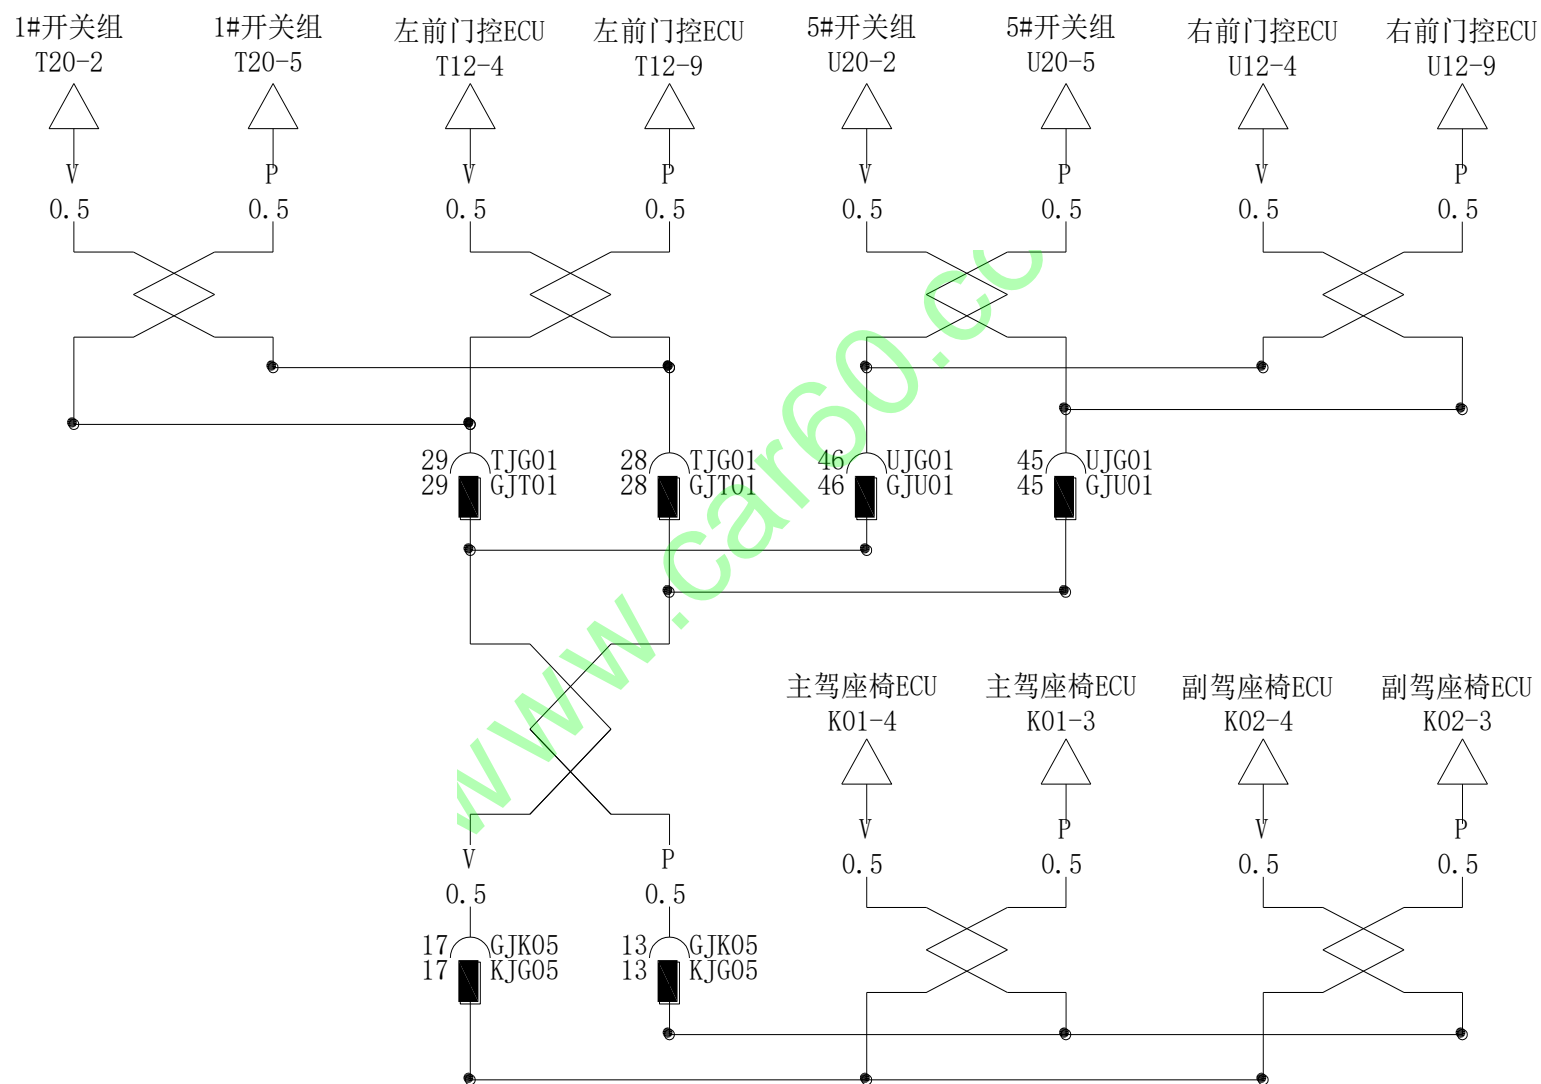 1#开关组 1#开关组 左前门控ECU 左前门控ECU 5#开关组 5#开关组 右前门控ECU 右前门控ECU
T20-2 T20-5 T12-4 T12-9 U20-2 U20-5 U12-4 U12-9
V P V P V P V P
0.5 0.5 0.5 0.5 0.5 0.5 0.5 0.5
29 TJG01 28 TJG01 46 UJG01 45 UJG01
29 GJT01 28 GJT01 46 GJU01 45 GJU01
www.car60.co
主驾座椅ECU 主驾座椅ECU 副驾座椅ECU 副驾座椅ECU
K01-4 K01-3 K02-4 K02-3
V P V P
0.5 0.5 0.5 0.5
V P
0.5 0.5
17 GJK05 13 GJK05
17 KJG05 13 KJG05